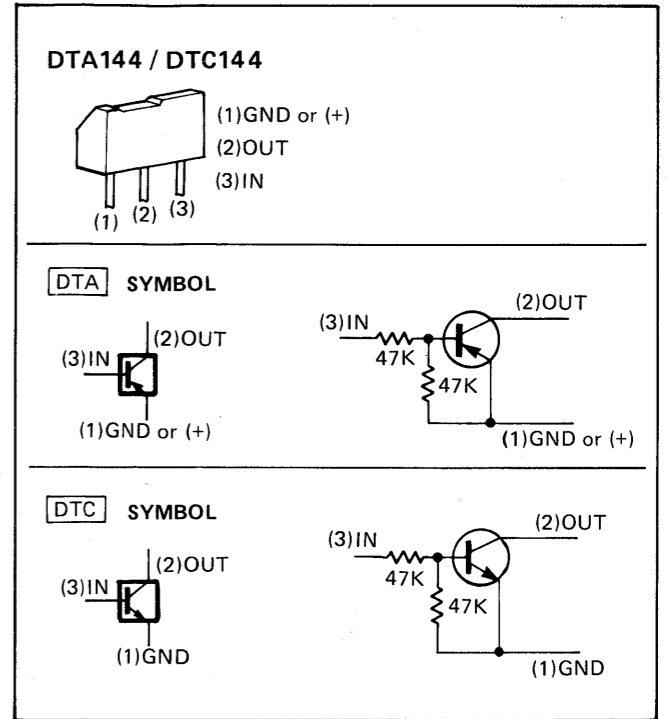 DTA144 / DTC144
(1)GND or (+)
(2)OUT
(3)IN
(1) (2) (3)
DTA SYMBOL
(2)OUT
(3)IN
(1)GND or (+)
(2)OUT
(3)IN
47K
47K
(1)GND or (+)
DTC SYMBOL
(2)OUT
(3)IN
(1)GND
(2)OUT
(3)IN
47K
47K
(1)GND